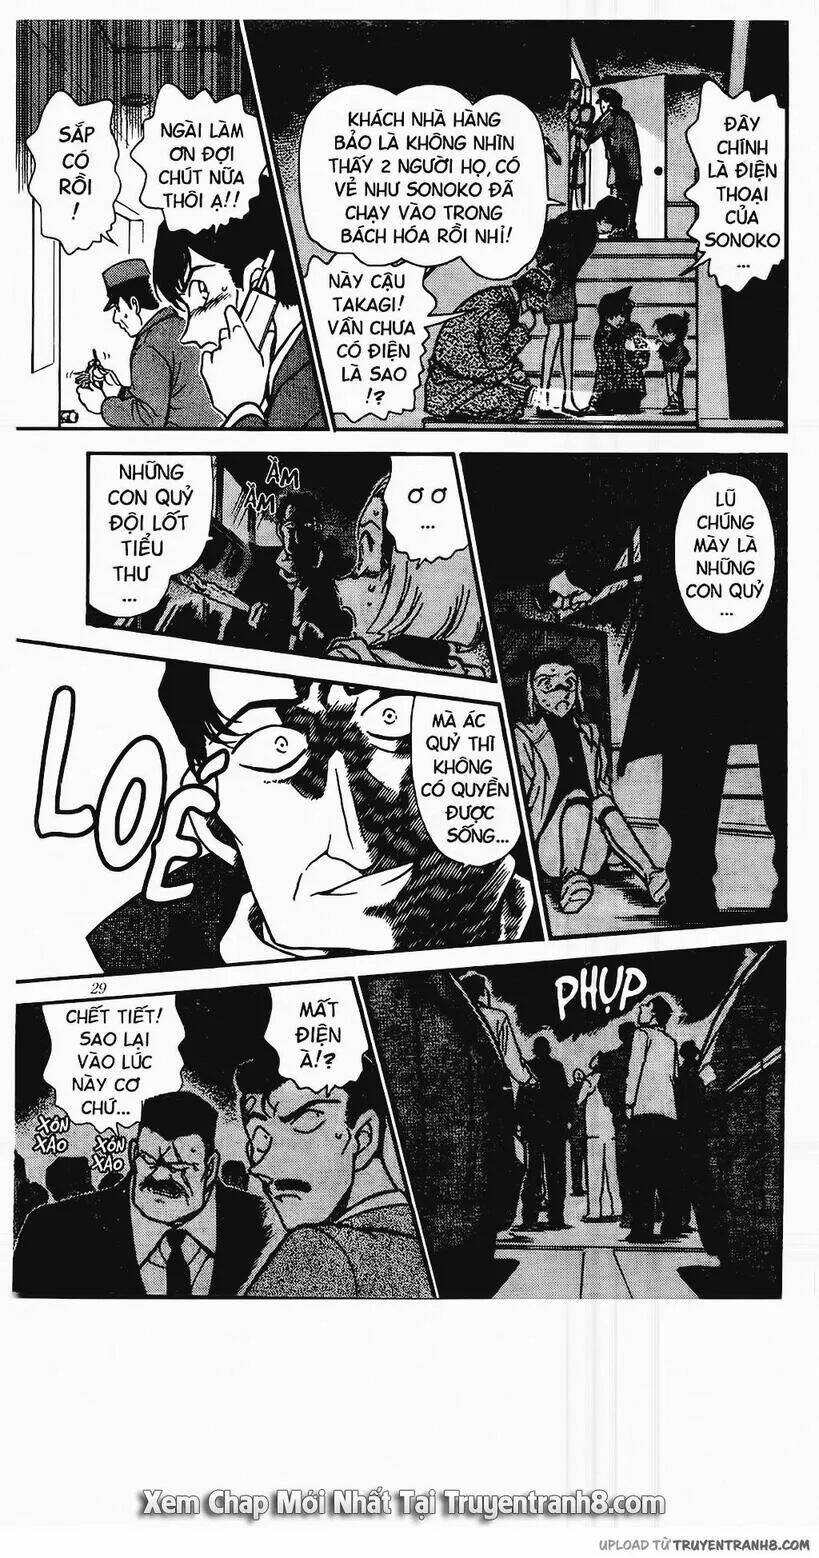 ĐÂY
CHÍNH
LÀ ĐIỆN
THOẠI
CỦA
SONOKO
...
KHÁCH NHÀ HÀNG
BẢO LÀ KHÔNG NHÌN
THẤY 2 NGƯỜI HỌ, CÓ
VẺ NHƯ SONOKO ĐÃ
CHẠY VÀO TRONG
BÁCH HÓA RỒI NHỈ!
NÀY CẬU
TAKAGI!
VẪN CHƯA
CÓ ĐIỆN
LÀ SAO
!?
NGÀI LÀM
ƠN ĐỢI
CHÚT NỮA
THÔI Ạ!!
SẮP
CÓ
RỒI
!
LŨ
CHÚNG
MÀY LÀ
NHỮNG
CON QUỶ
...
Ơ Ơ
...
ẦM
ẦM
NHỮNG
CON QUỶ
ĐỘI LỐT
TIỂU
THƯ
...
MÀ ÁC
QUỶ THÌ
KHÔNG
CÓ QUYỀN
ĐƯỢC
SỐNG...
LOÉ
PHỤP
MẤT
ĐIỆN
À!?
29
CHẾT TIẾT!
SAO LẠI
VÀO LÚC
NÀY CƠ
CHỨ...
XÔN
XAO
XÔN
XAO
Xem Chap Mới Nhất Tại Truyentranh8.com
UPLOAD TỪ TRUYENTRANH8.COM